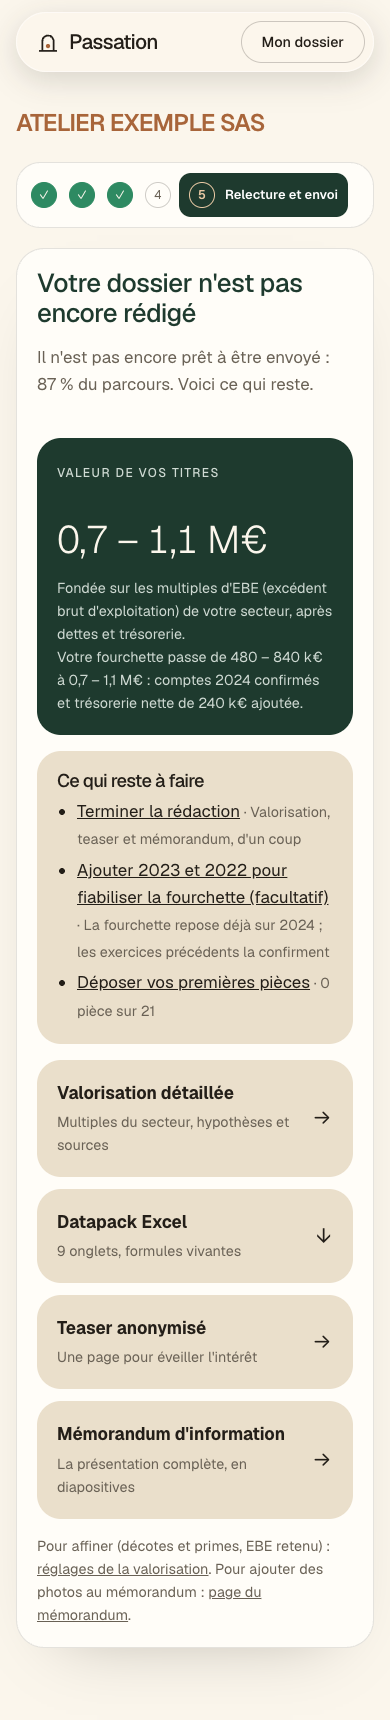 Passation
Mon dossier
ATELIER EXEMPLE SAS
4
5
Relecture et envoi
Votre dossier n'est pas
encore rédigé
Il n'est pas encore prêt à être envoyé :
87 % du parcours. Voici ce qui reste.
VALEUR DE VOS TITRES
0,7 – 1,1 M€
Fondée sur les multiples d'EBE (excédent
brut d'exploitation) de votre secteur, après
dettes et trésorerie.
Votre fourchette passe de 480 – 840 k€
à 0,7 – 1,1 M€ : comptes 2024 confirmés
et trésorerie nette de 240 k€ ajoutée.
Ce qui reste à faire
• Terminer la rédaction · Valorisation,
teaser et mémorandum, d'un coup
• Ajouter 2023 et 2022 pour
fiabiliser la fourchette (facultatif)
· La fourchette repose déjà sur 2024 ;
les exercices précédents la confirment
• Déposer vos premières pièces · 0
pièce sur 21
Valorisation détaillée
Multiples du secteur, hypothèses et
sources
Datapack Excel
9 onglets, formules vivantes
Teaser anonymisé
Une page pour éveiller l'intérêt
Mémorandum d'information
La présentation complète, en
diapositives
Pour affiner (décotes et primes, EBE retenu) :
réglages de la valorisation. Pour ajouter des
photos au mémorandum : page du
mémorandum.